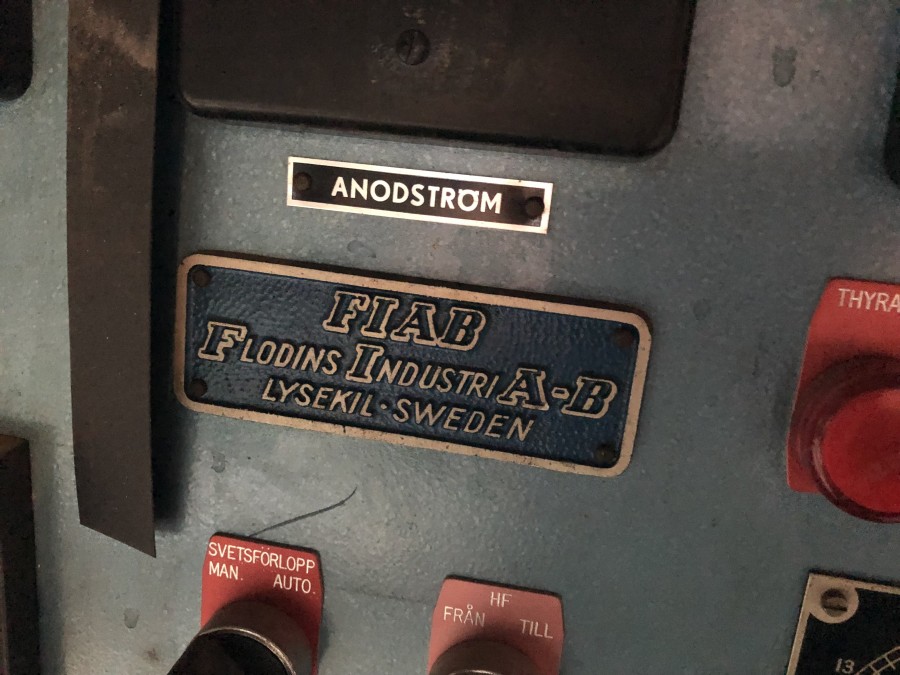 ANODSTRÖM
FIAB
FLODINS INDUSTRI A-B
LYSEKIL · SWEDEN
THYRA
SVETSFÖRLOPP
MAN. AUTO.
HF
FRÅN TILL
13